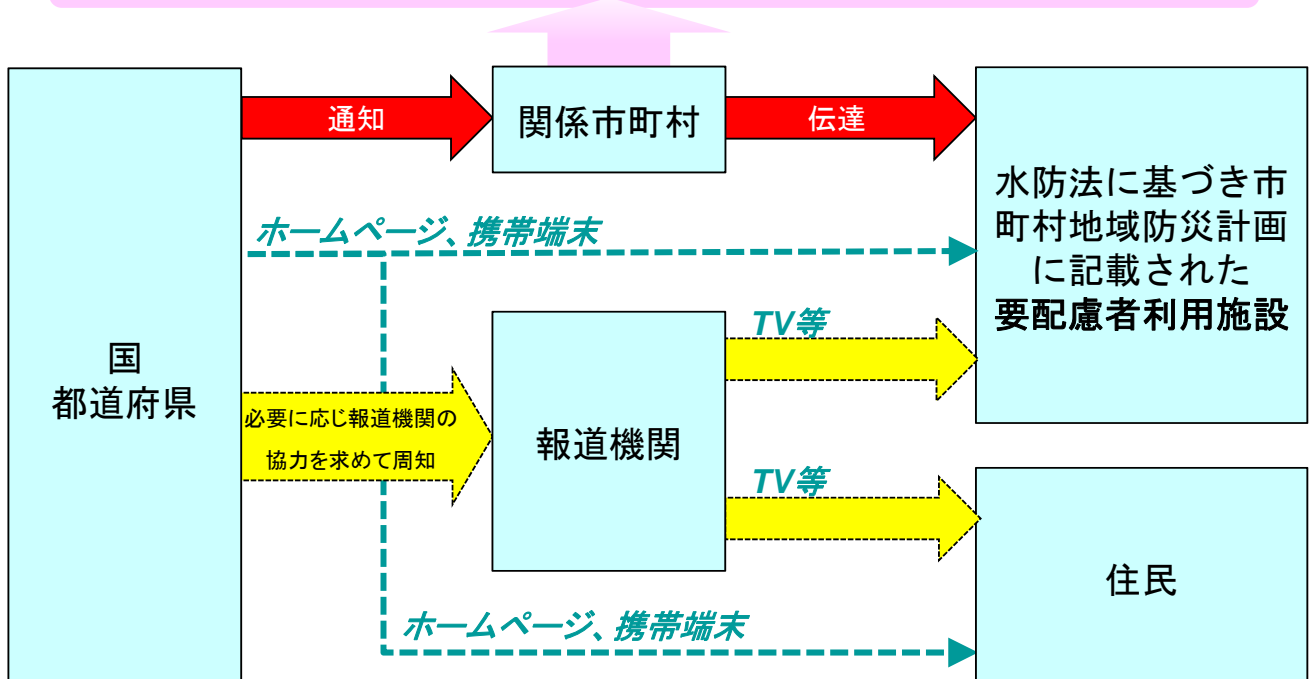 通知
関係市町村
伝達
水防法に基づき市
町村地域防災計画
に記載された
要配慮者利用施設
ホームページ、携帯端末
国
都道府県
必要に応じ報道機関の
協力を求めて周知
報道機関
TV等
TV等
住民
ホームページ、携帯端末